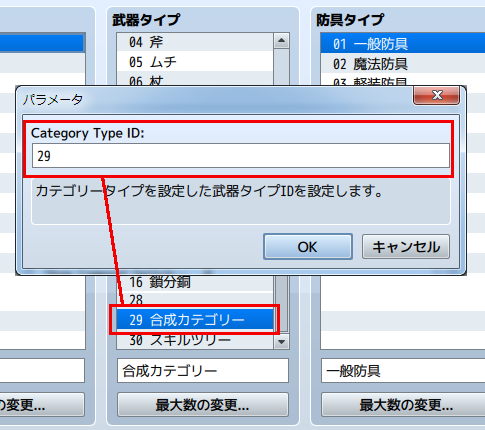 武器タイプ
防具タイプ
04 斧
05 ムチ
06 杖
01 一般防具
02 魔法防具
03 軽装防具
パラメータ
Category Type ID:
29
カテゴリータイプを設定した武器タイプIDを設定します。
OK
キャンセル
16 鎖分銅
28
29 合成カテゴリー
30 スキルツリー
合成カテゴリー
一般防具
の変更...
最大数の変更...
最大数の変更...